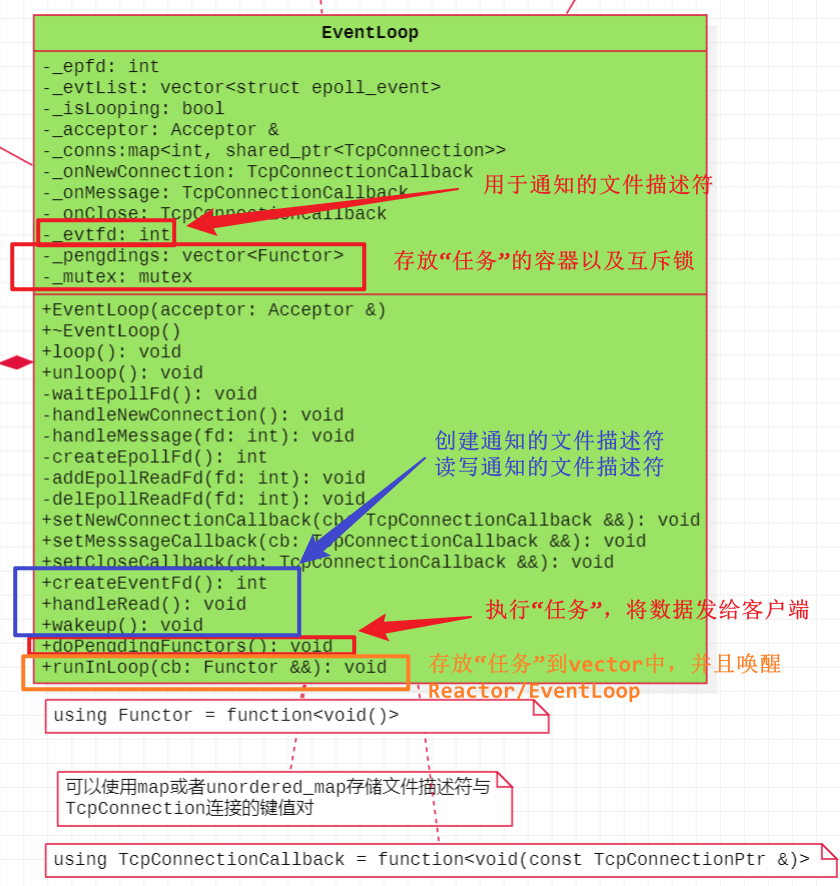 EventLoop
-_epfd: int
-_evtList: vector<struct epoll_event>
-_isLooping: bool
-_acceptor: Acceptor &
-_conns:map<int, shared_ptr<TcpConnection>>
-_onNewConnection: TcpConnectionCallback
-_onMessage: TcpConnectionCallback
-_onClose: TcpConnectionCallback
-_evtfd: int
-_pengdings: vector<Functor>
-_mutex: mutex
用于通知的文件描述符
存放“任务”的容器以及互斥锁
+EventLoop(acceptor: Acceptor &)
+~EventLoop()
+loop(): void
+unloop(): void
-waitEpollFd(): void
-handleNewConnection(): void
-handleMessage(fd: int): void
-createEpollFd(): int
-addEpollReadFd(fd: int): void
-delEpollReadFd(fd: int): void
+setNewConnectionCallback(cb: TcpConnectionCallback &&): void
+setMesssageCallback(cb: TcpConnectionCallback &&): void
+setCloseCallback(cb: TcpConnectionCallback &&): void
+createEventFd(): int
+handleRead(): void
+wakeup(): void
+doPengdingFunctors(): void
+runInLoop(cb: Functor &&): void
创建通知的文件描述符
读写通知的文件描述符
执行“任务”，将数据发给客户端
存放“任务”到vector中，并且唤醒
Reactor/EventLoop
using Functor = function<void()>
可以使用map或者unordered_map存储文件描述符与
TcpConnection连接的键值对
using TcpConnectionCallback = function<void(const TcpConnectionPtr &)>